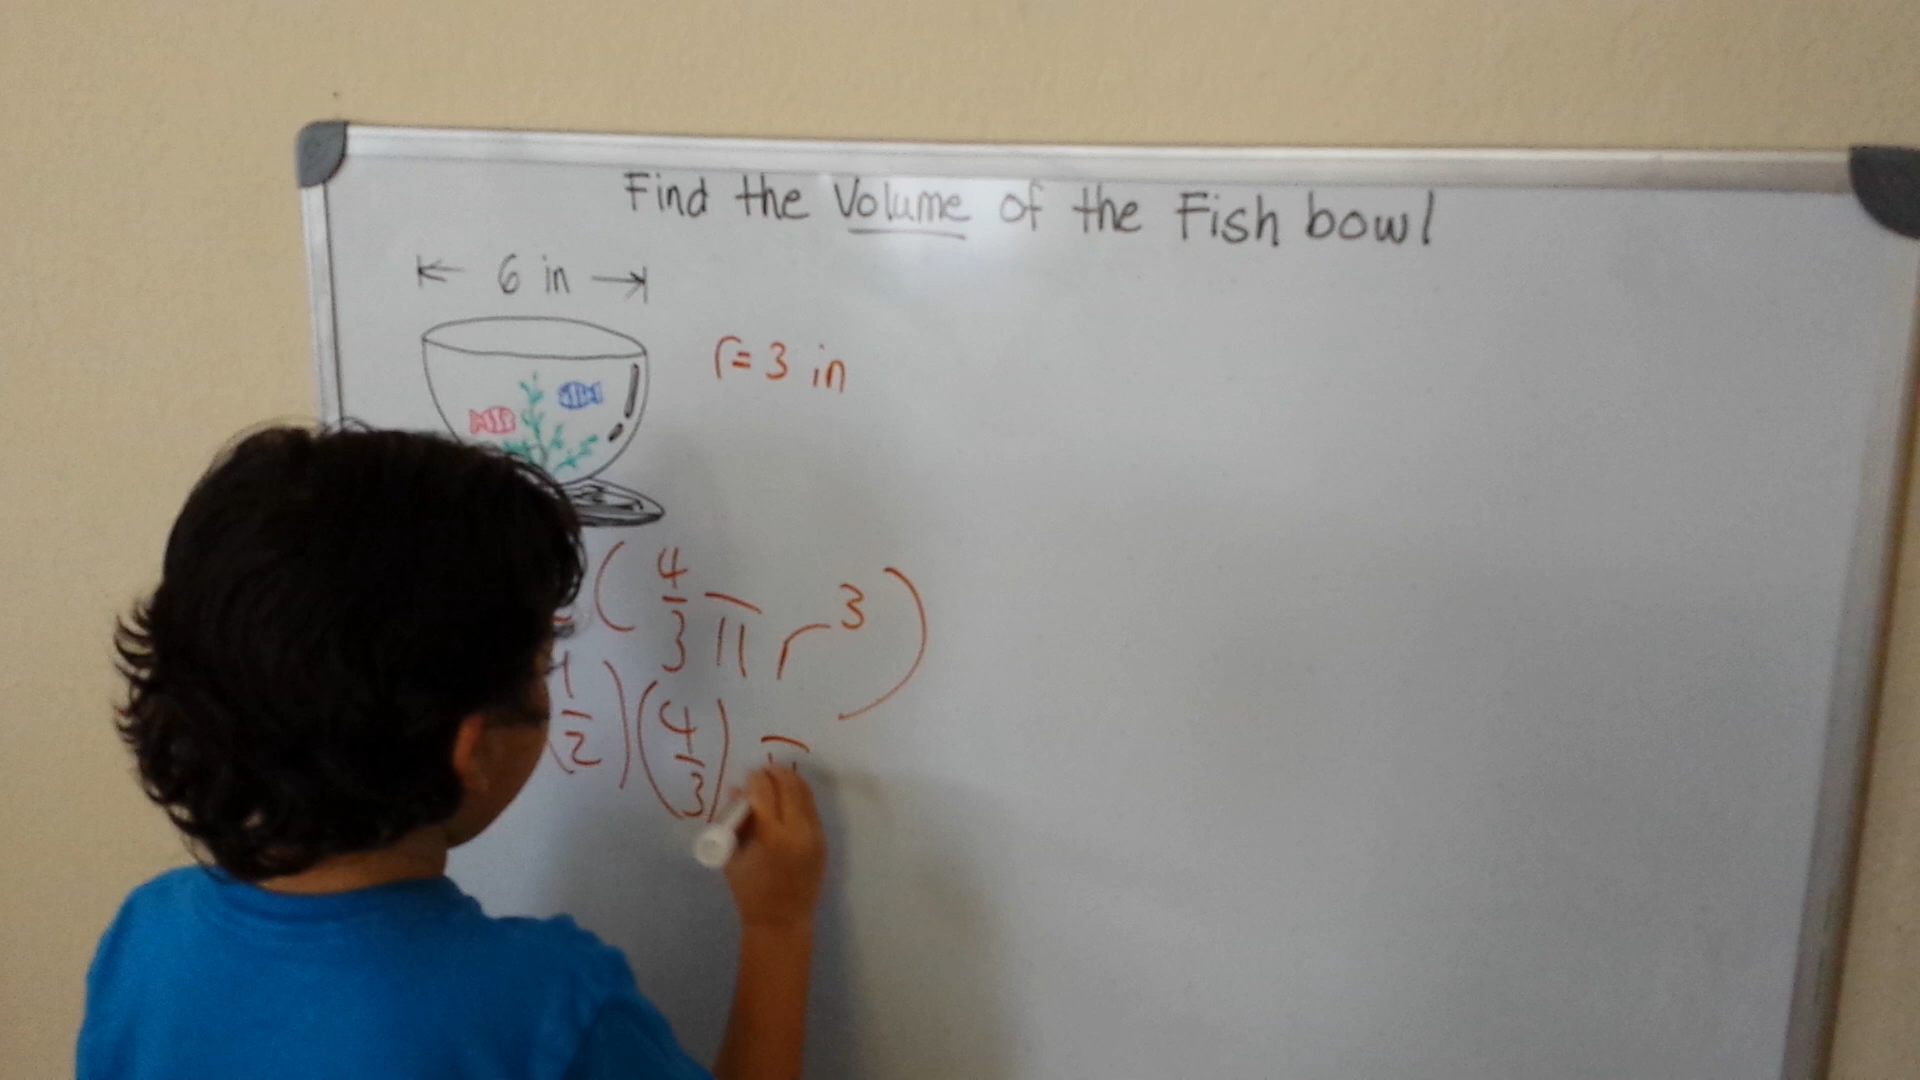 Find the Volume of the Fish bowl
6 in
r = 3 in
( 4/3 π r³ )
1/2 ) ( 4/3 ) π